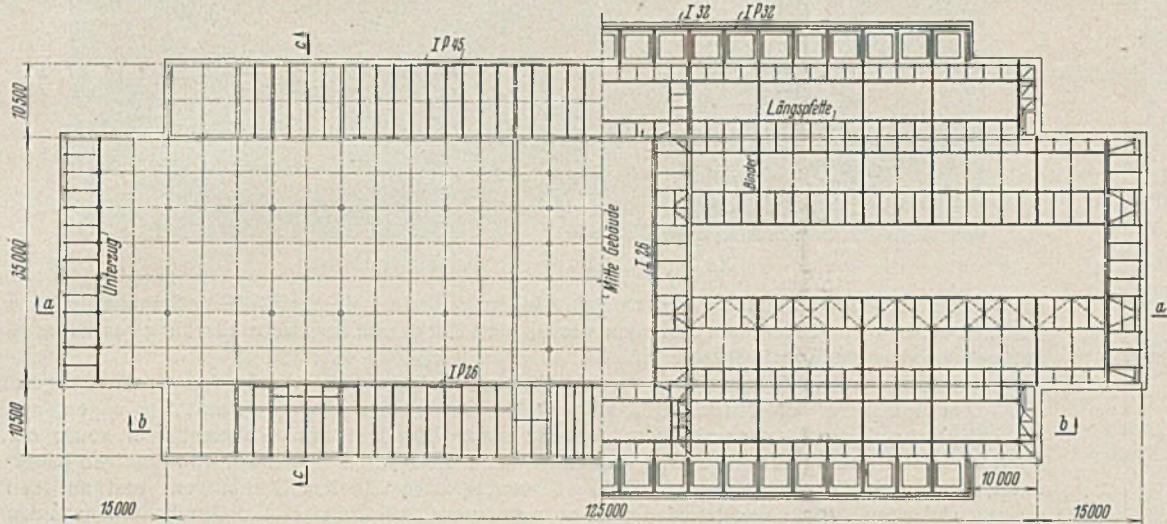 I 32
I P 32
c
I P 45
10 500
Längspfette
Binder
35 000
Unterzug
Mitte Gebäude
I 26
a
a
I P 26
10 500
b
b
c
10 000
15 000
125 000
15 000